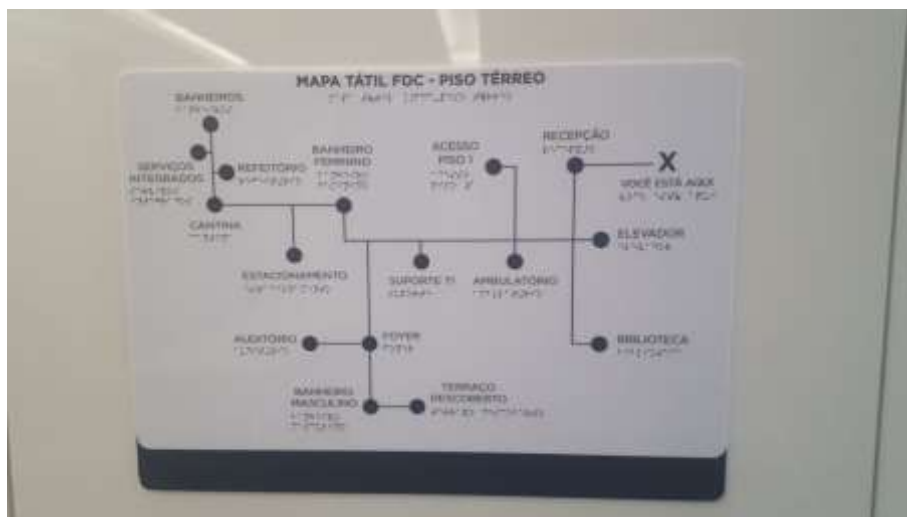 MAPA TÁTIL FDC - PISO TÉRREO
BANHEIROS
SERVIÇOS
INTEGRADOS
REFEITÓRIO
BANHEIRO
FEMININO
ACESSO
PISO 1
RECEPÇÃO
X
VOCÊ ESTÁ AQUI
CANTINA
ELEVADOR
ESTACIONAMENTO
SUPORTE TI
AMBULATÓRIO
AUDITÓRIO
FOYER
BIBLIOTECA
BANHEIRO
MASCULINO
TERRAÇO
DESCOBERTO